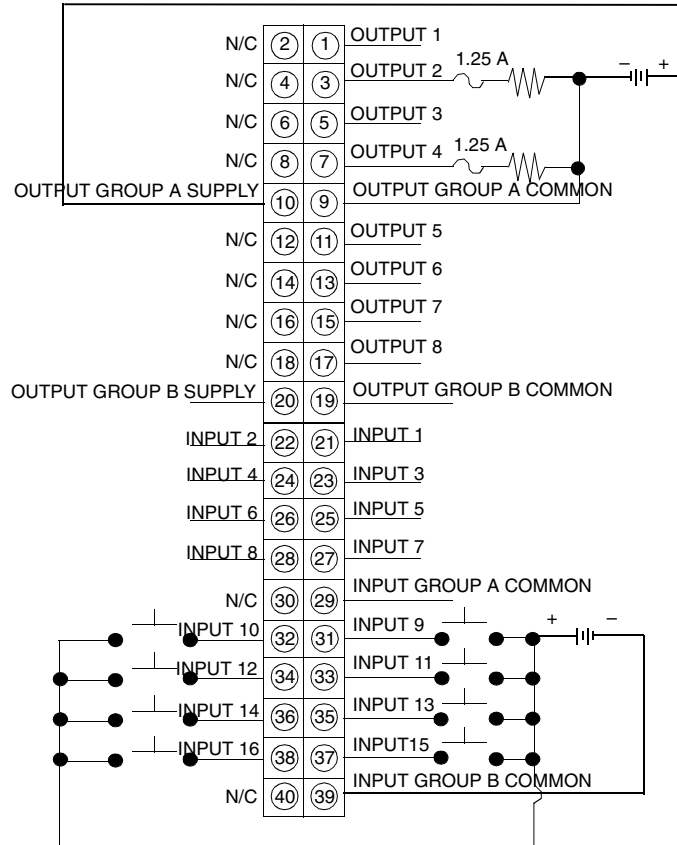 N/C 2 1 OUTPUT 1
N/C 4 3 OUTPUT 2 1.25 A − +
N/C 6 5 OUTPUT 3
N/C 8 7 OUTPUT 4 1.25 A
OUTPUT GROUP A SUPPLY 10 9 OUTPUT GROUP A COMMON
N/C 12 11 OUTPUT 5
N/C 14 13 OUTPUT 6
N/C 16 15 OUTPUT 7
N/C 18 17 OUTPUT 8
OUTPUT GROUP B SUPPLY 20 19 OUTPUT GROUP B COMMON
INPUT 2 22 21 INPUT 1
INPUT 4 24 23 INPUT 3
INPUT 6 26 25 INPUT 5
INPUT 8 28 27 INPUT 7
N/C 30 29 INPUT GROUP A COMMON
INPUT 10 32 31 INPUT 9 + −
INPUT 12 34 33 INPUT 11
INPUT 14 36 35 INPUT 13
INPUT 16 38 37 INPUT15
N/C 40 39 INPUT GROUP B COMMON